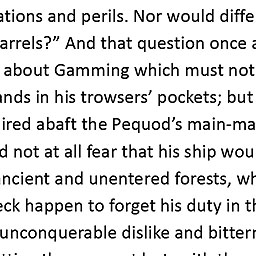 ations and perils. Nor would diffe
arrels?” And that question once a
about Gamming which must not
ands in his trowsers’ pockets; but
ired abaft the Pequod’s main-ma
d not at all fear that his ship wou
ancient and unentered forests, wh
eck happen to forget his duty in th
unconquerable dislike and bittern